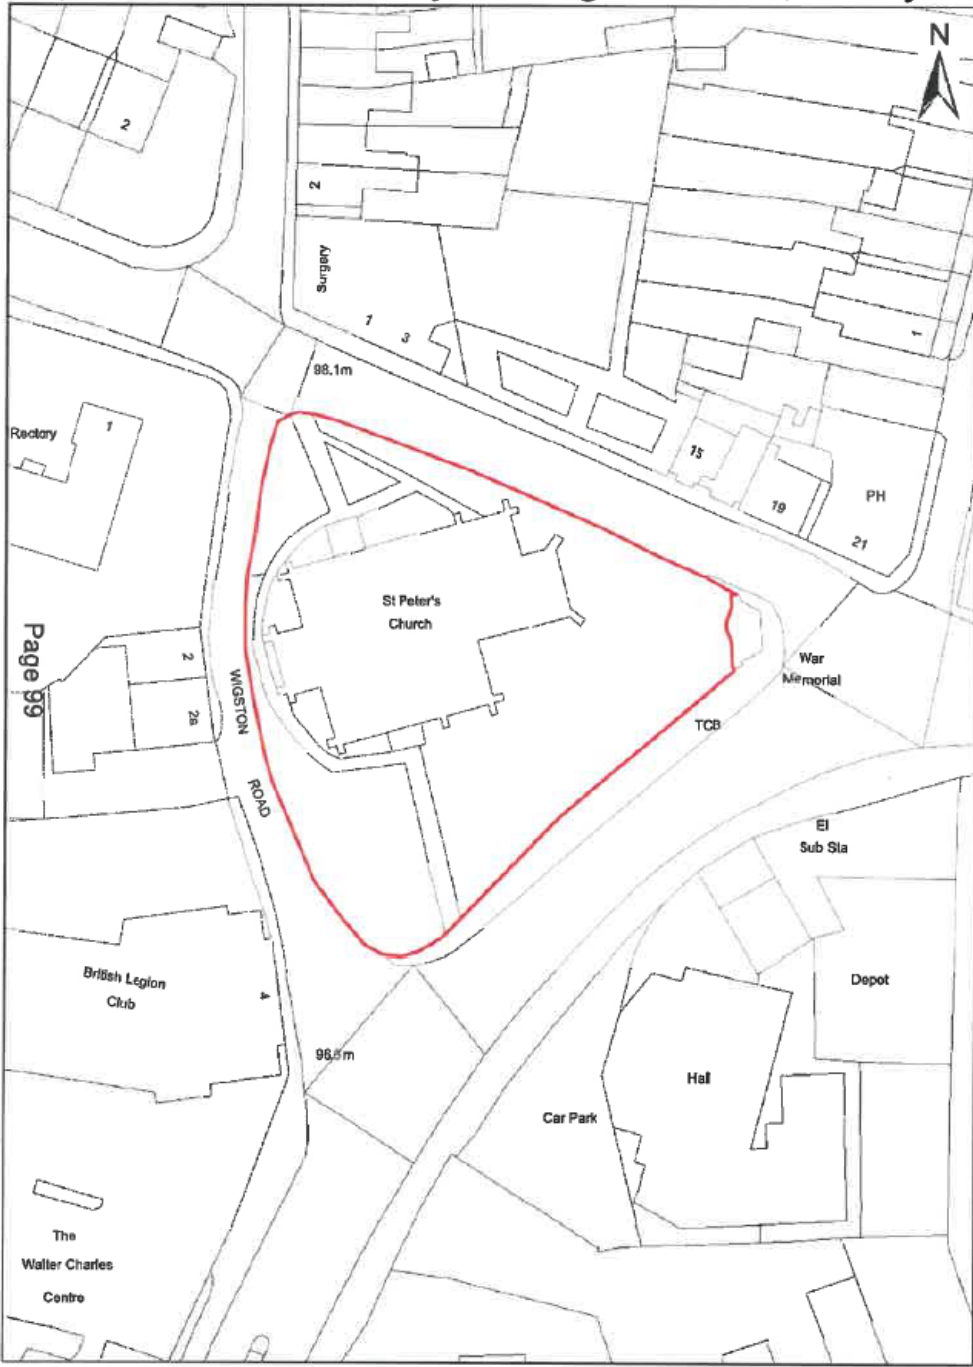 N
2
2
Surgery
1
3
98.1m
1
Rectory
1
15
19
PH
21
St Peter's
Church
War
Memorial
TCB
Page 99
2
2a
WIGSTON
ROAD
El
Sub Sta
British Legion
Club
4
Depot
Hall
Car Park
The
Walter Charles
Centre